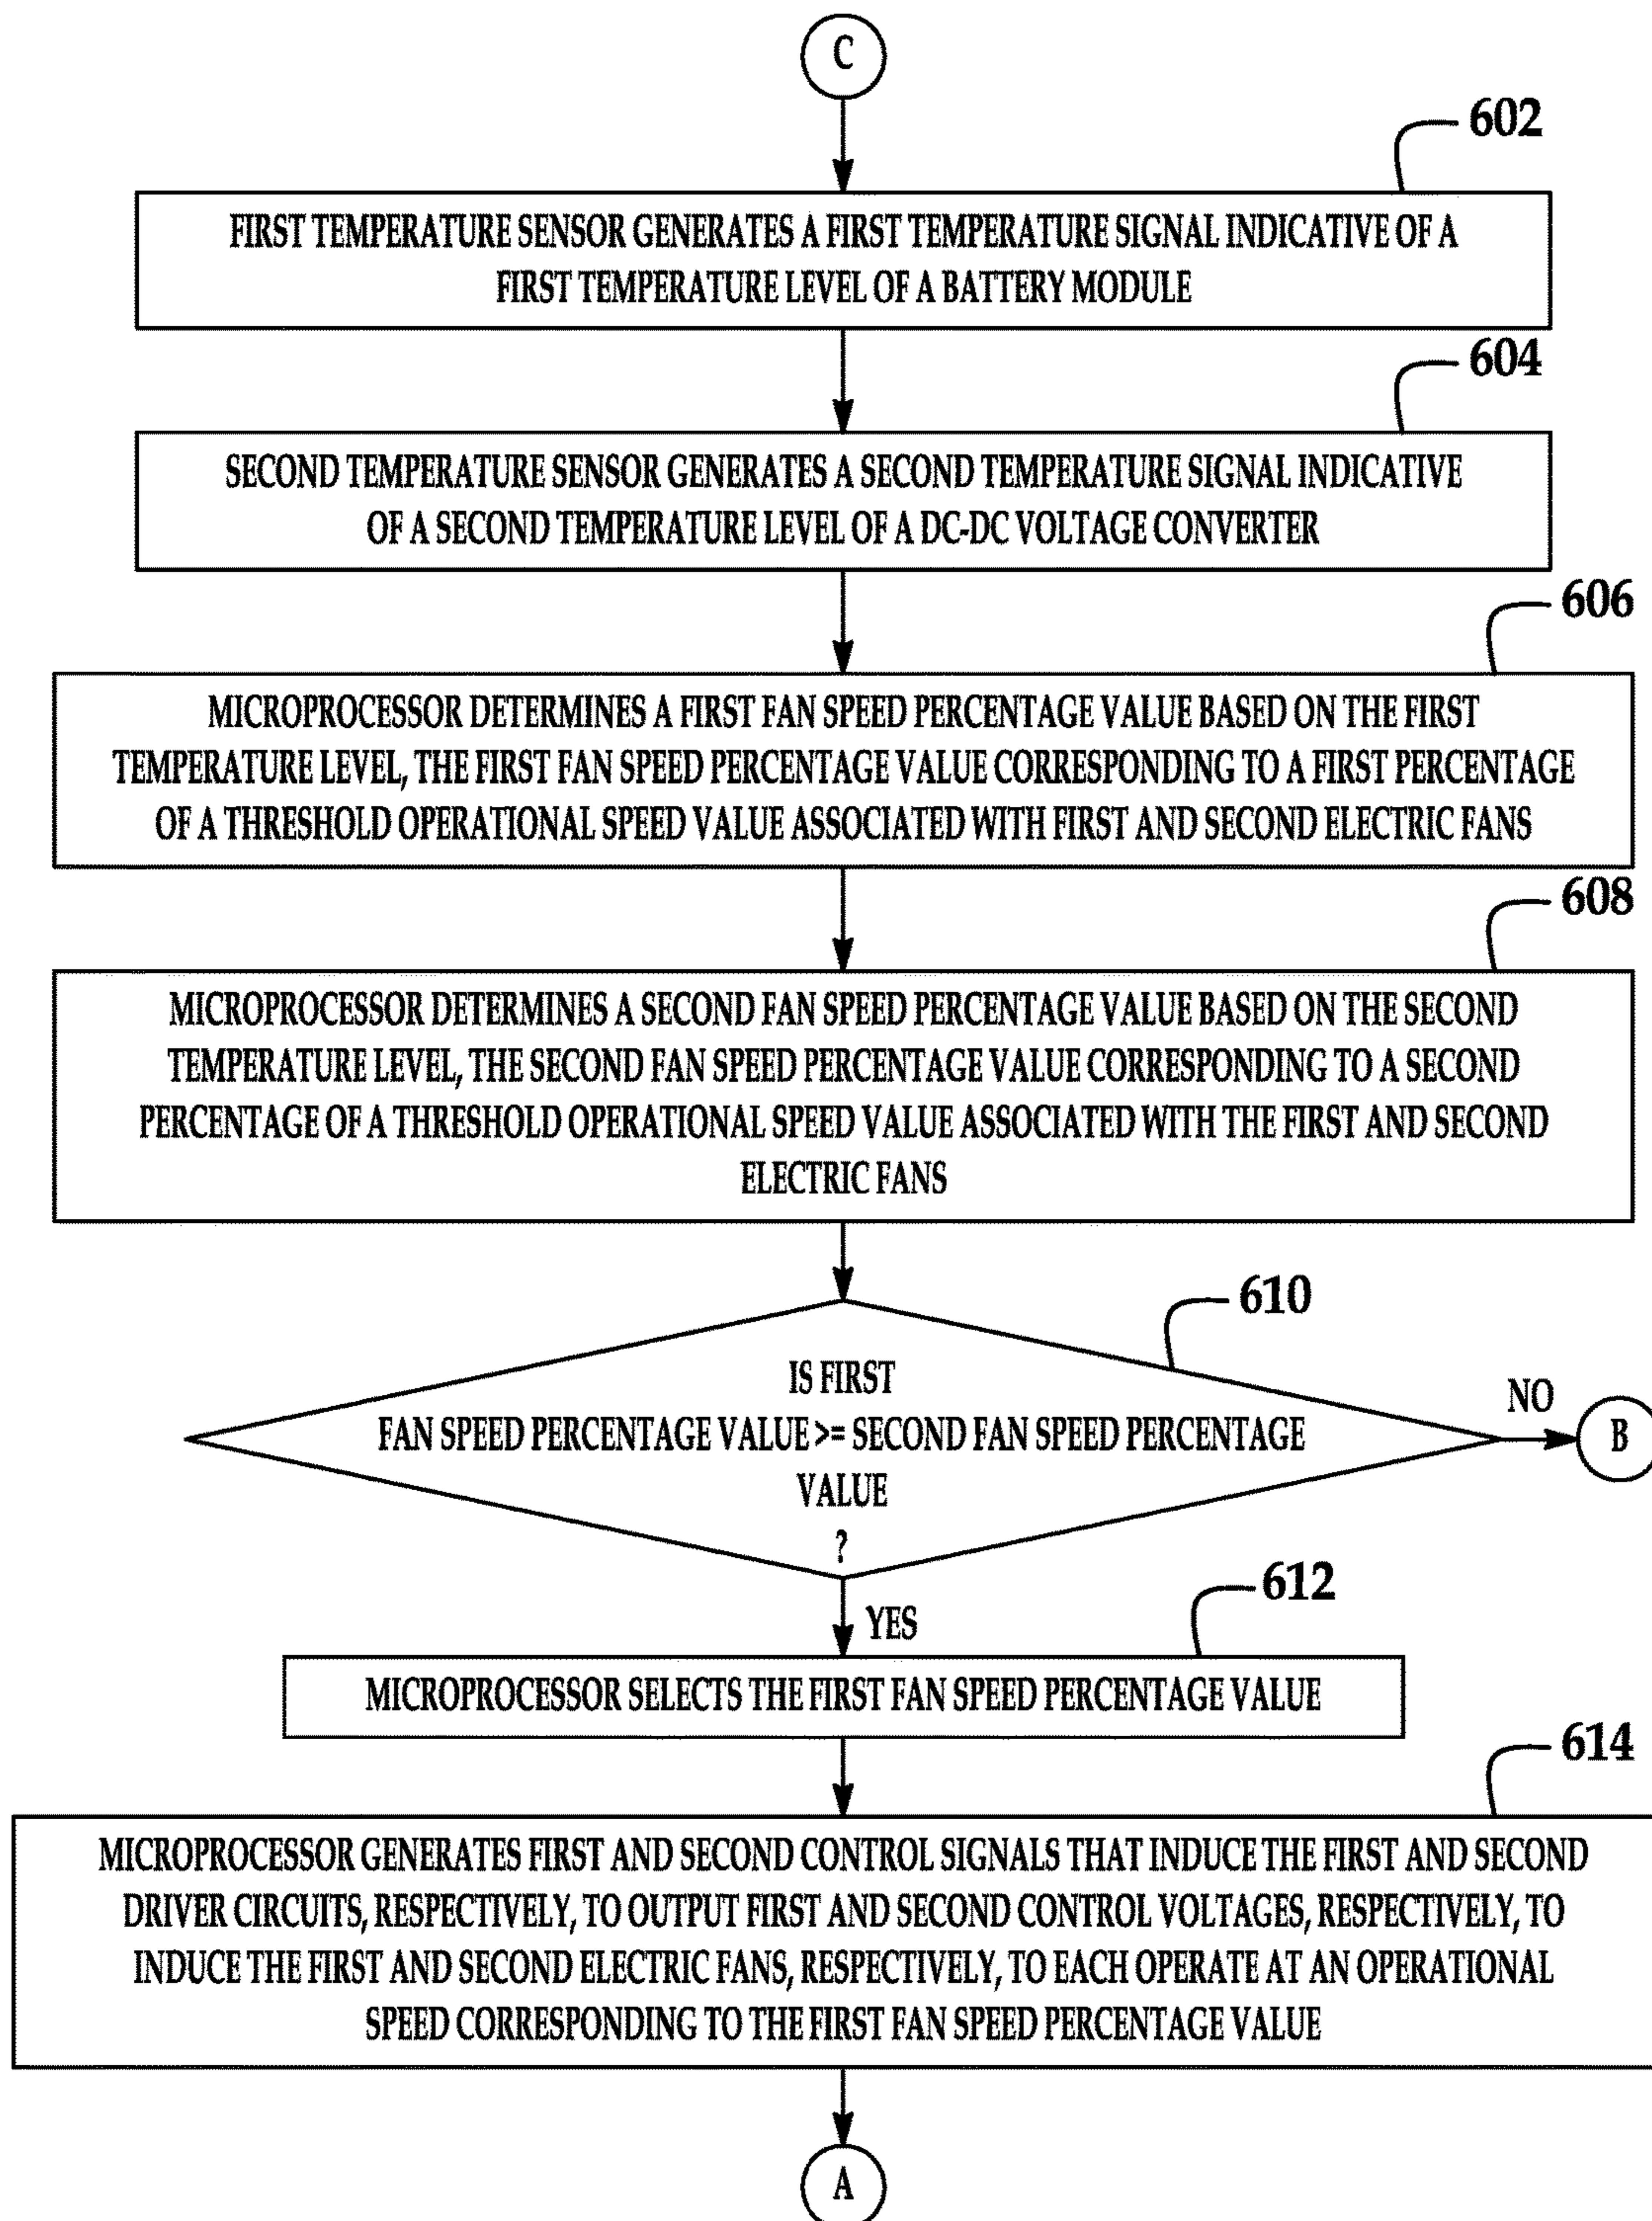 C
602
FIRST TEMPERATURE SENSOR GENERATES A FIRST TEMPERATURE SIGNAL INDICATIVE OF A
FIRST TEMPERATURE LEVEL OF A BATTERY MODULE
604
SECOND TEMPERATURE SENSOR GENERATES A SECOND TEMPERATURE SIGNAL INDICATIVE
OF A SECOND TEMPERATURE LEVEL OF A DC-DC VOLTAGE CONVERTER
606
MICROPROCESSOR DETERMINES A FIRST FAN SPEED PERCENTAGE VALUE BASED ON THE FIRST
TEMPERATURE LEVEL, THE FIRST FAN SPEED PERCENTAGE VALUE CORRESPONDING TO A FIRST PERCENTAGE
OF A THRESHOLD OPERATIONAL SPEED VALUE ASSOCIATED WITH FIRST AND SECOND ELECTRIC FANS
608
MICROPROCESSOR DETERMINES A SECOND FAN SPEED PERCENTAGE VALUE BASED ON THE SECOND
TEMPERATURE LEVEL, THE SECOND FAN SPEED PERCENTAGE VALUE CORRESPONDING TO A SECOND
PERCENTAGE OF A THRESHOLD OPERATIONAL SPEED VALUE ASSOCIATED WITH THE FIRST AND SECOND
ELECTRIC FANS
610
IS FIRST
FAN SPEED PERCENTAGE VALUE >= SECOND FAN SPEED PERCENTAGE
VALUE
?
NO
B
YES
612
MICROPROCESSOR SELECTS THE FIRST FAN SPEED PERCENTAGE VALUE
614
MICROPROCESSOR GENERATES FIRST AND SECOND CONTROL SIGNALS THAT INDUCE THE FIRST AND SECOND
DRIVER CIRCUITS, RESPECTIVELY, TO OUTPUT FIRST AND SECOND CONTROL VOLTAGES, RESPECTIVELY, TO
INDUCE THE FIRST AND SECOND ELECTRIC FANS, RESPECTIVELY, TO EACH OPERATE AT AN OPERATIONAL
SPEED CORRESPONDING TO THE FIRST FAN SPEED PERCENTAGE VALUE
A